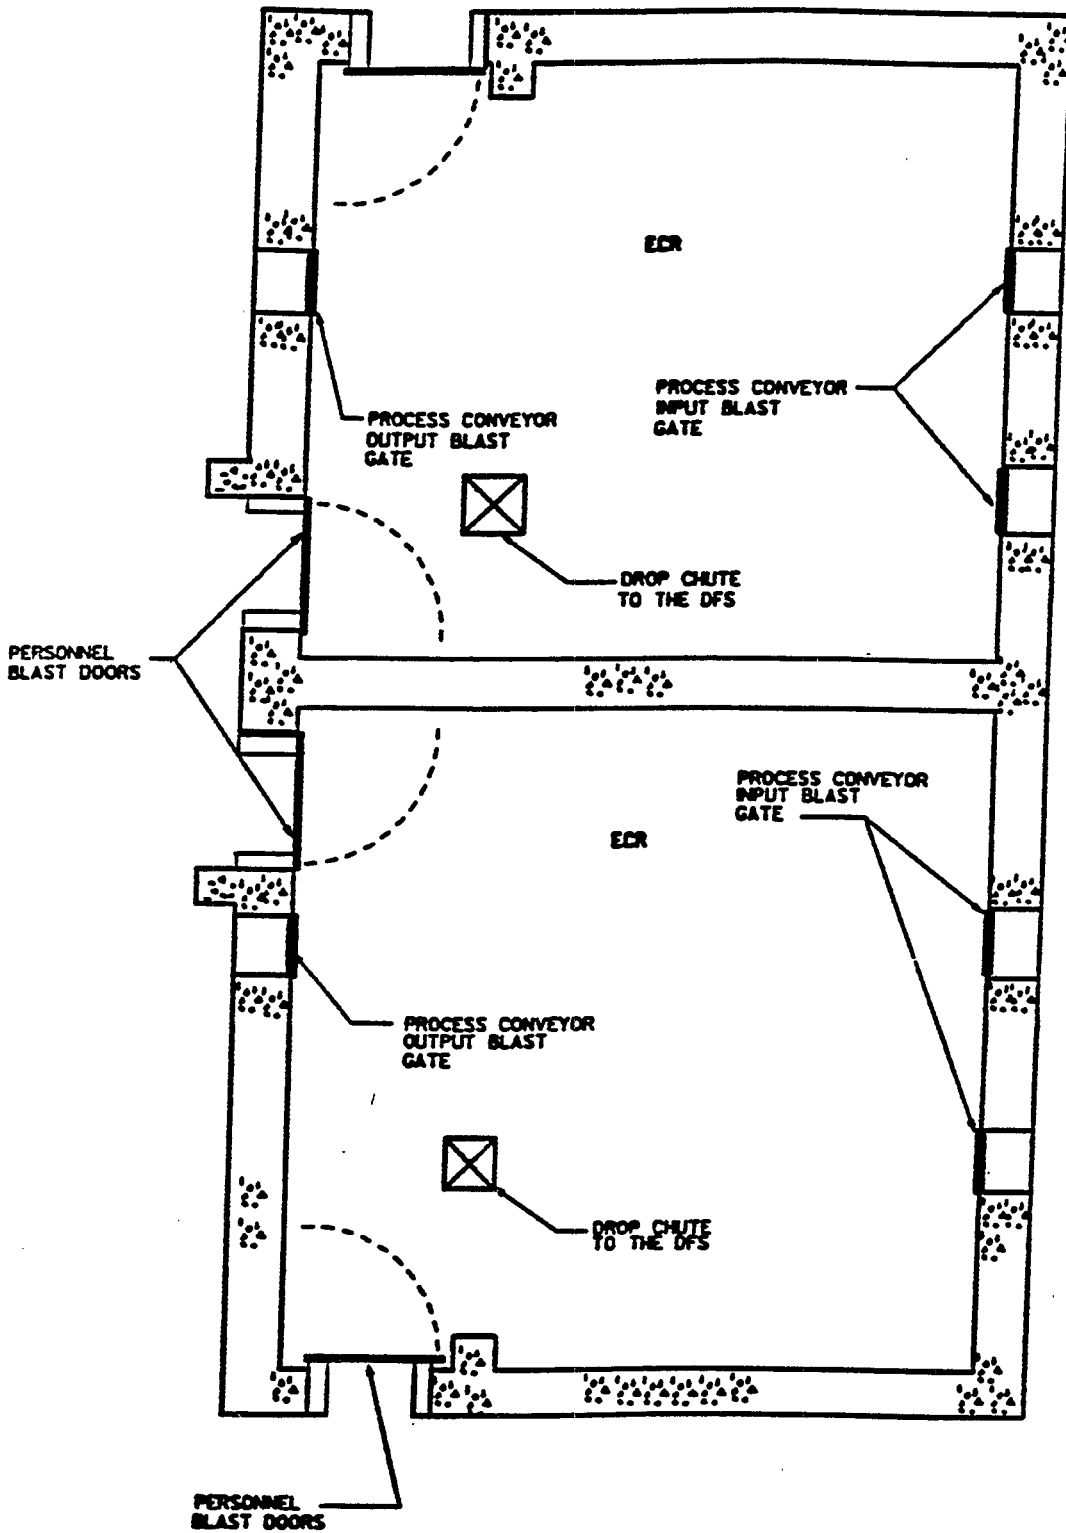 ECR
PROCESS CONVEYOR
INPUT BLAST
GATE
PROCESS CONVEYOR
OUTPUT BLAST
GATE
DROP CHUTE
TO THE DFS
PERSONNEL
BLAST DOORS
PROCESS CONVEYOR
INPUT BLAST
GATE
ECR
PROCESS CONVEYOR
OUTPUT BLAST
GATE
DROP CHUTE
TO THE DFS
PERSONNEL
BLAST DOORS